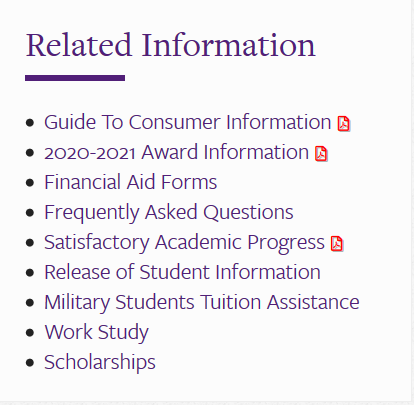 Related Information
Guide To Consumer Information
2020-2021 Award Information
Financial Aid Forms
Frequently Asked Questions
Satisfactory Academic Progress
Release of Student Information
Military Students Tuition Assistance
Work Study
Scholarships